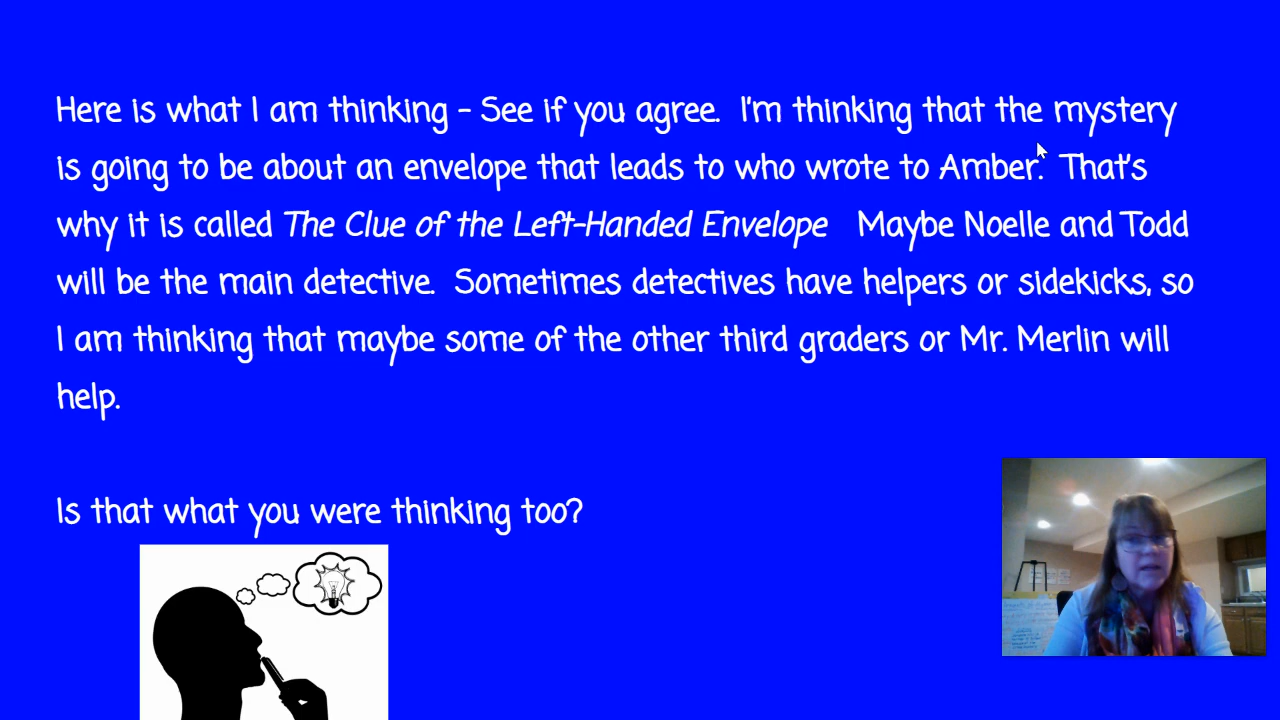 Here is what I am thinking - See if you agree. I'm thinking that the mystery
is going to be about an envelope that leads to who wrote to Amber. That's
why it is called The Clue of the Left-Handed Envelope Maybe Noelle and Todd
will be the main detective. Sometimes detectives have helpers or sidekicks, so
I am thinking that maybe some of the other third graders or Mr. Merlin will
help.
Is that what you were thinking too?